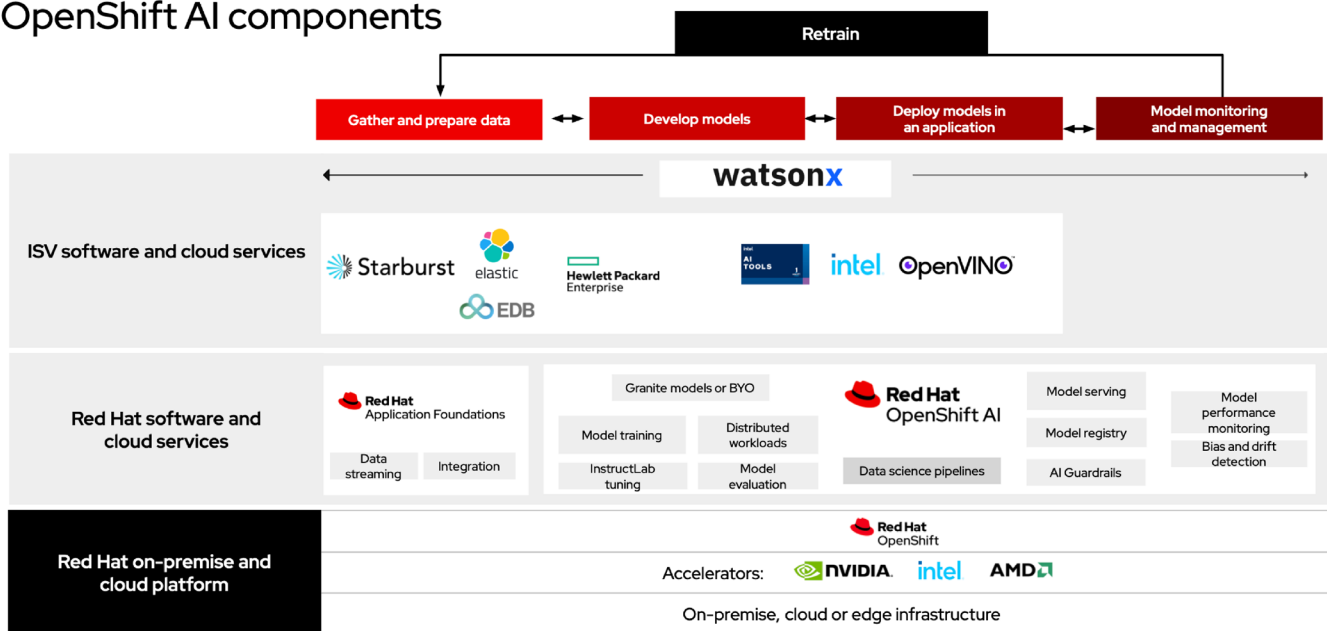 OpenShift AI components
Retrain
Gather and prepare data
Develop models
Deploy models in
an application
Model monitoring
and management
watsonx
ISV software and cloud services
Starburst
elastic
EDB
Hewlett Packard
Enterprise
intel
AI
TOOLS
1
intel
OpenVINO
Red Hat software and
cloud services
Red Hat
Application Foundations
Data
streaming
Integration
Granite models or BYO
Model training
Distributed
workloads
InstructLab
tuning
Model
evaluation
Red Hat
OpenShift AI
Data science pipelines
Model serving
Model registry
AI Guardrails
Model
performance
monitoring
Bias and drift
detection
Red Hat on-premise and
cloud platform
Red Hat
OpenShift
Accelerators: NVIDIA. intel AMD
On-premise, cloud or edge infrastructure